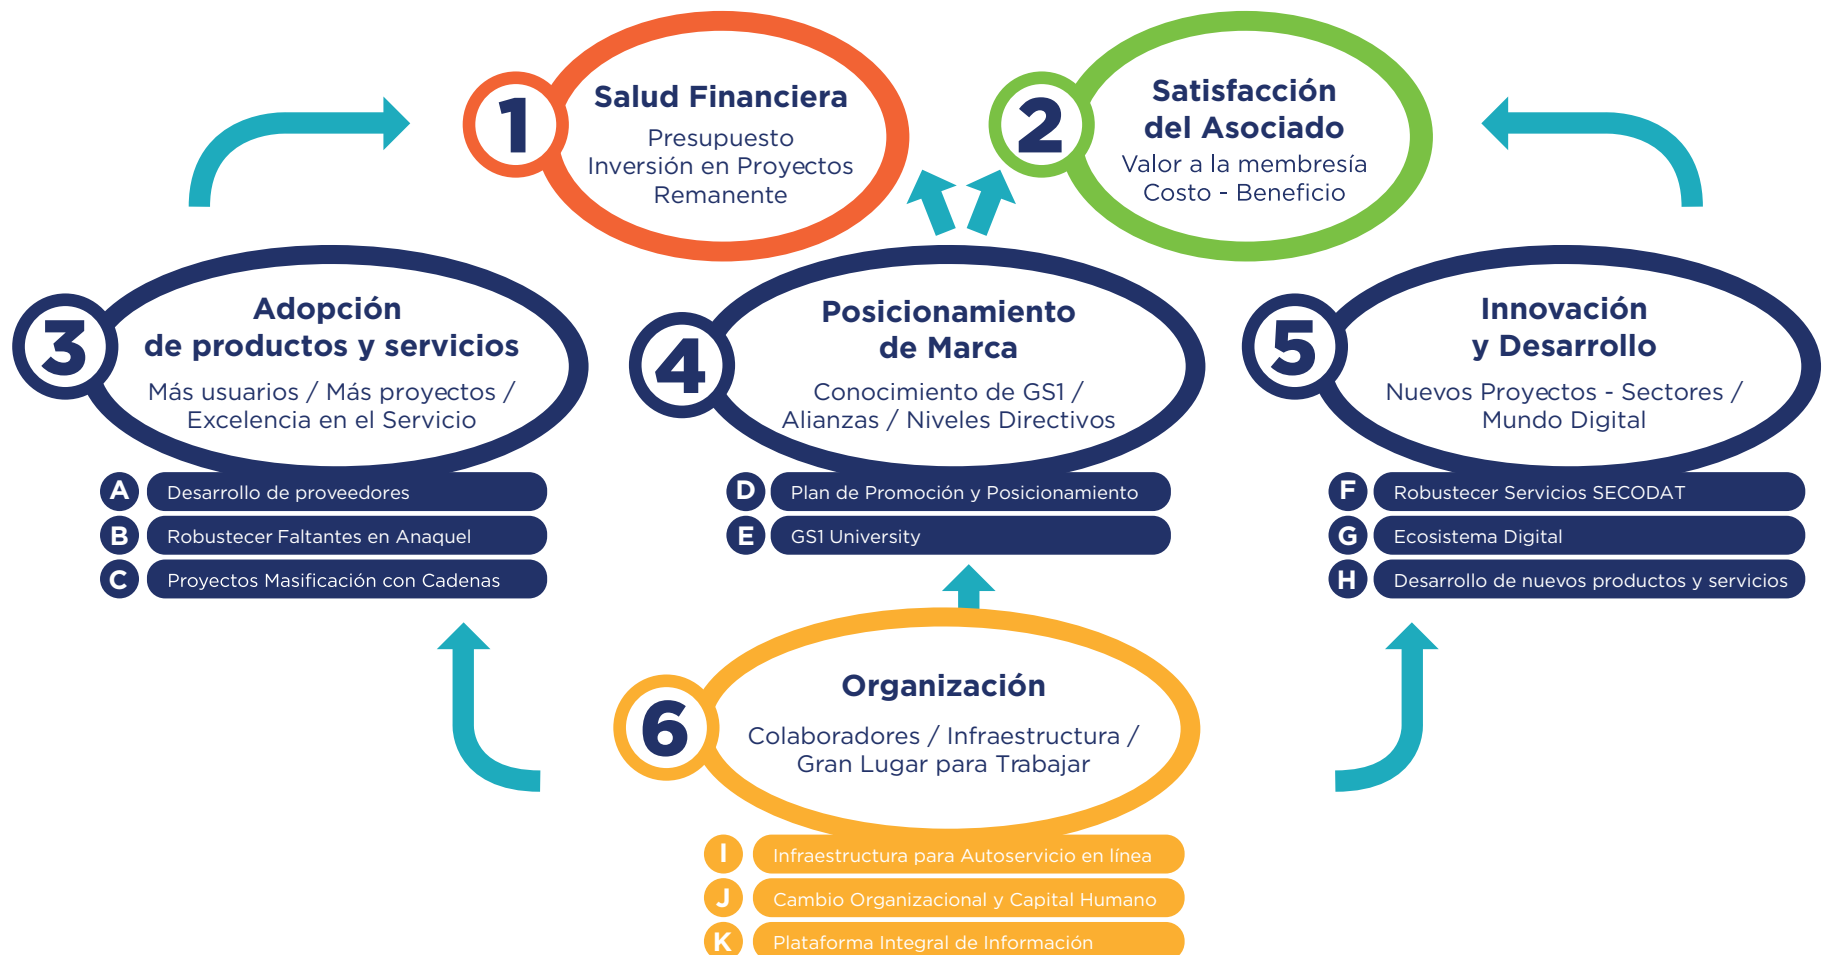 1
Salud Financiera
Presupuesto
Inversión en Proyectos
Remanente
2
Satisfacción
del Asociado
Valor a la membresía
Costo - Beneficio
3
Adopción
de productos y servicios
Más usuarios / Más proyectos /
Excelencia en el Servicio
A Desarrollo de proveedores
B Robustecer Faltantes en Anaquel
C Proyectos Masificación con Cadenas
4
Posicionamiento
de Marca
Conocimiento de GS1 /
Alianzas / Niveles Directivos
D Plan de Promoción y Posicionamiento
E GS1 University
5
Innovación
y Desarrollo
Nuevos Proyectos - Sectores /
Mundo Digital
F Robustecer Servicios SECODAT
G Ecosistema Digital
H Desarrollo de nuevos productos y servicios
6
Organización
Colaboradores / Infraestructura /
Gran Lugar para Trabajar
I Infraestructura para Autoservicio en línea
J Cambio Organizacional y Capital Humano
K Plataforma Integral de Información